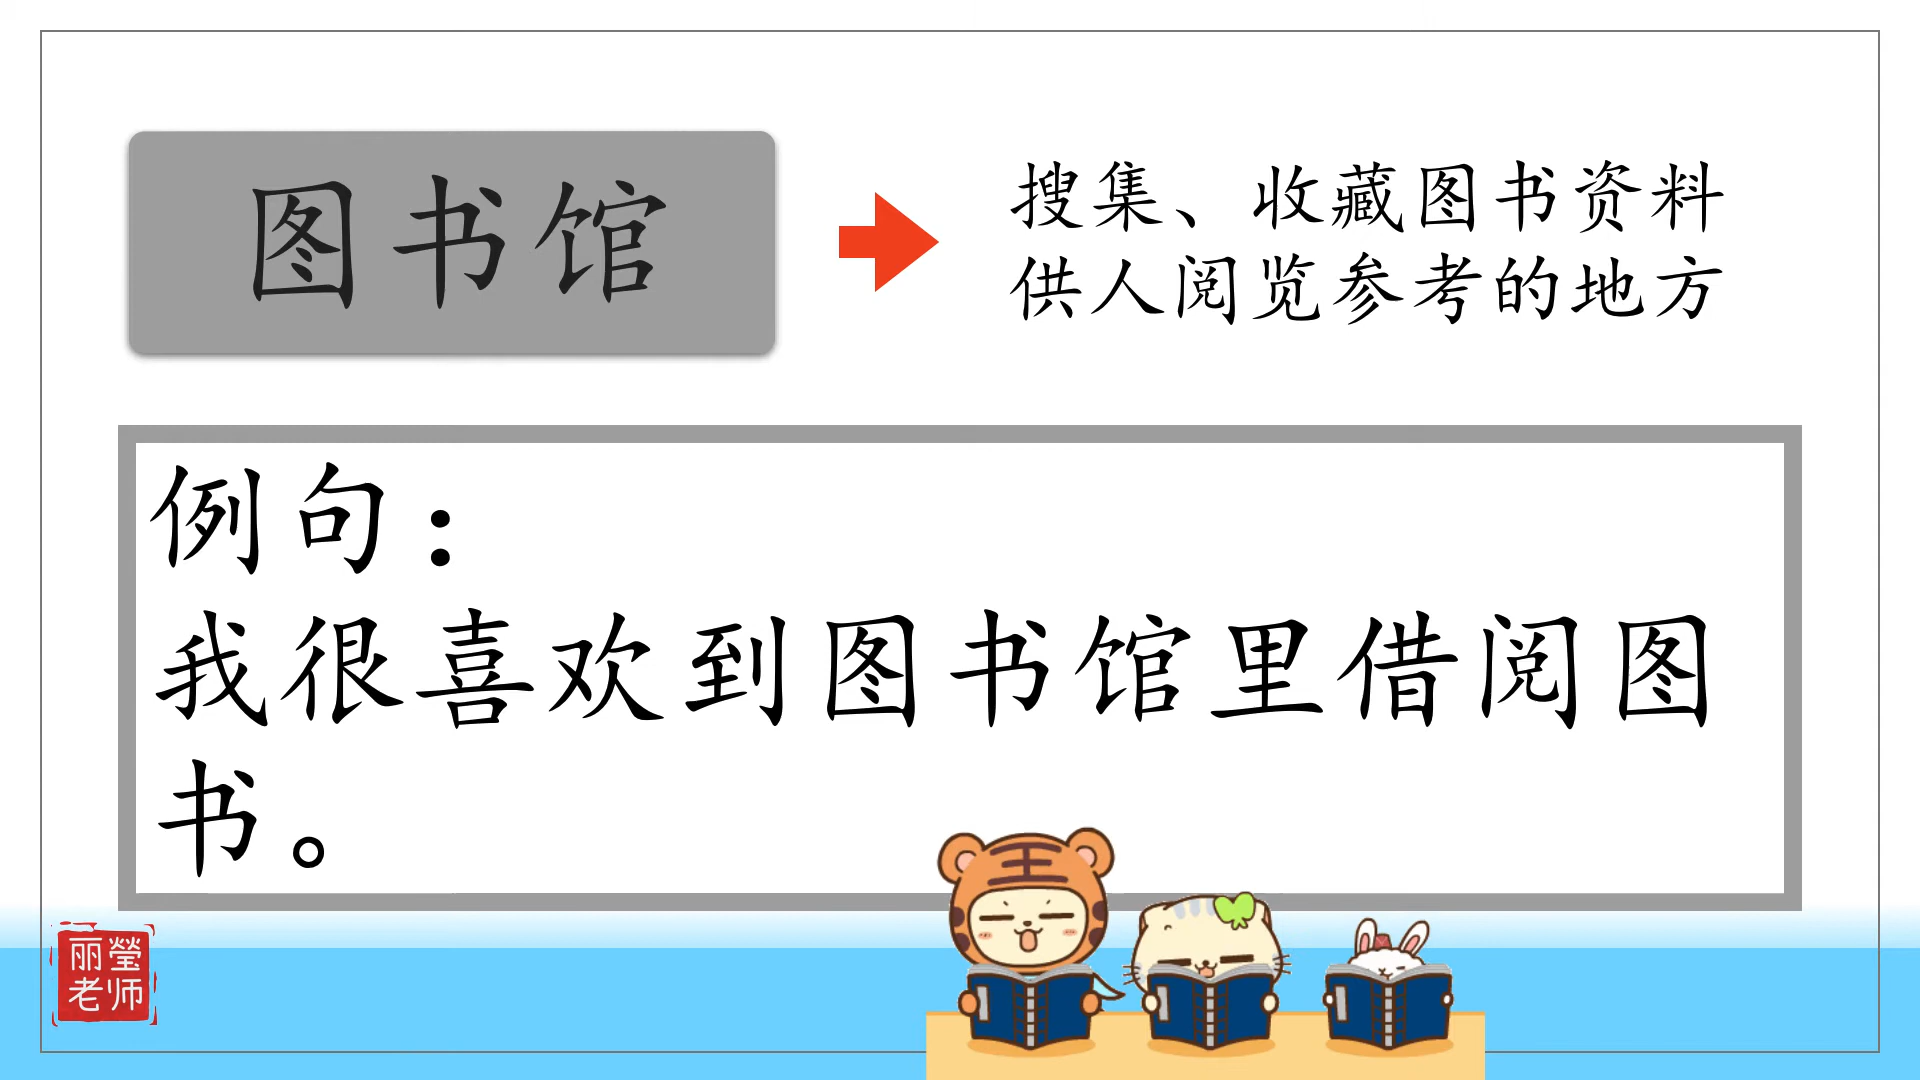 图书馆
搜集、收藏图书资料
供人阅览参考的地方
例句：
我很喜欢到图书馆里借阅图
书。
王
丽瑩
老师